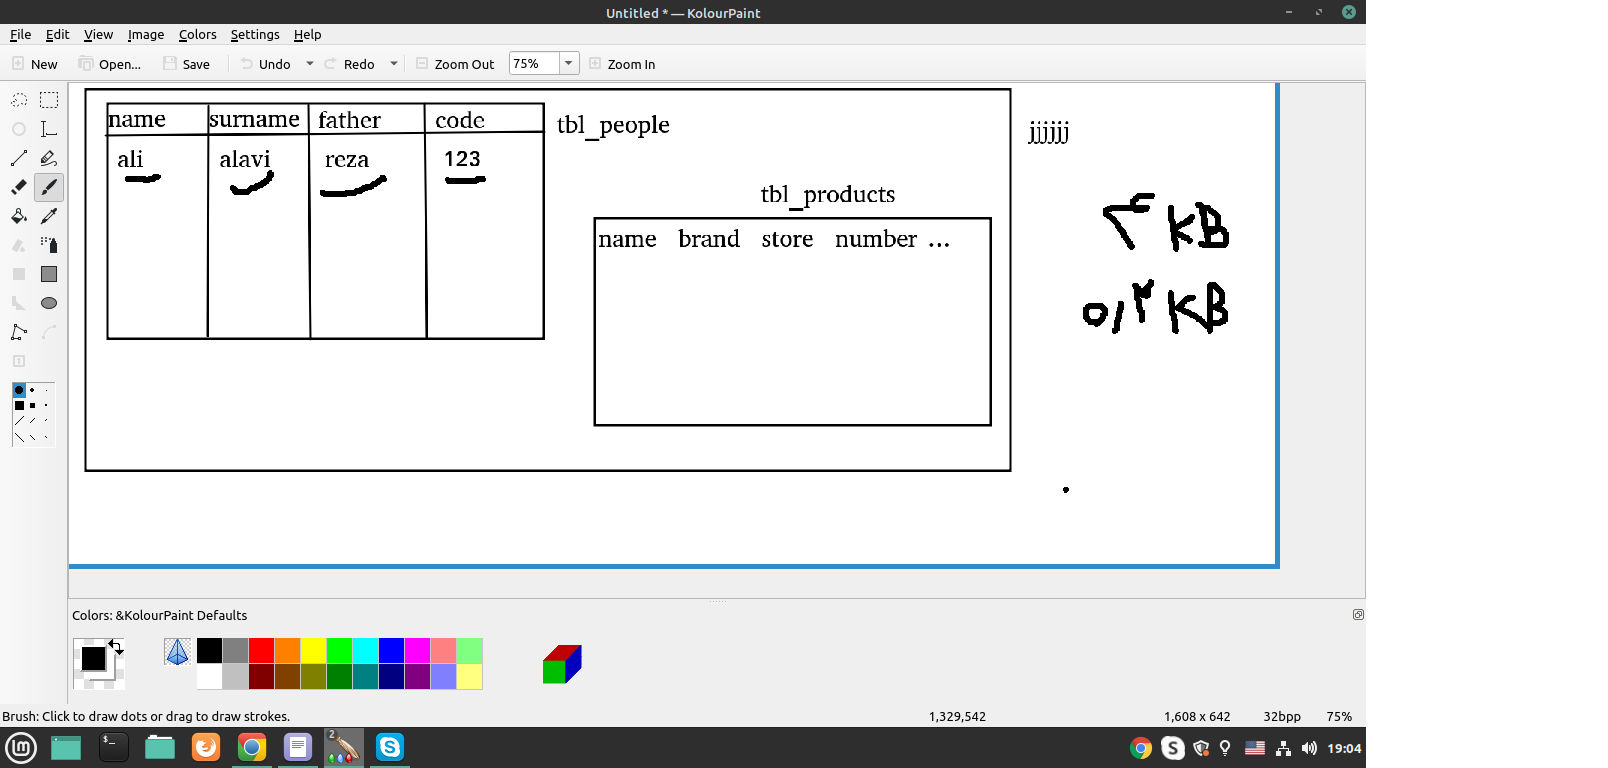 Untitled * — KolourPaint
File Edit View Image Colors Settings Help
New Open... Save Undo Redo Zoom Out 75% Zoom In
name surname father code
tbl_people
jjjjjj
ali alavi reza 123
tbl_products
name brand store number ...
KB
KB
Colors: &KolourPaint Defaults
Brush: Click to draw dots or drag to draw strokes.
1,329,542
1,608 x 642
32bpp
75%
2
19:04